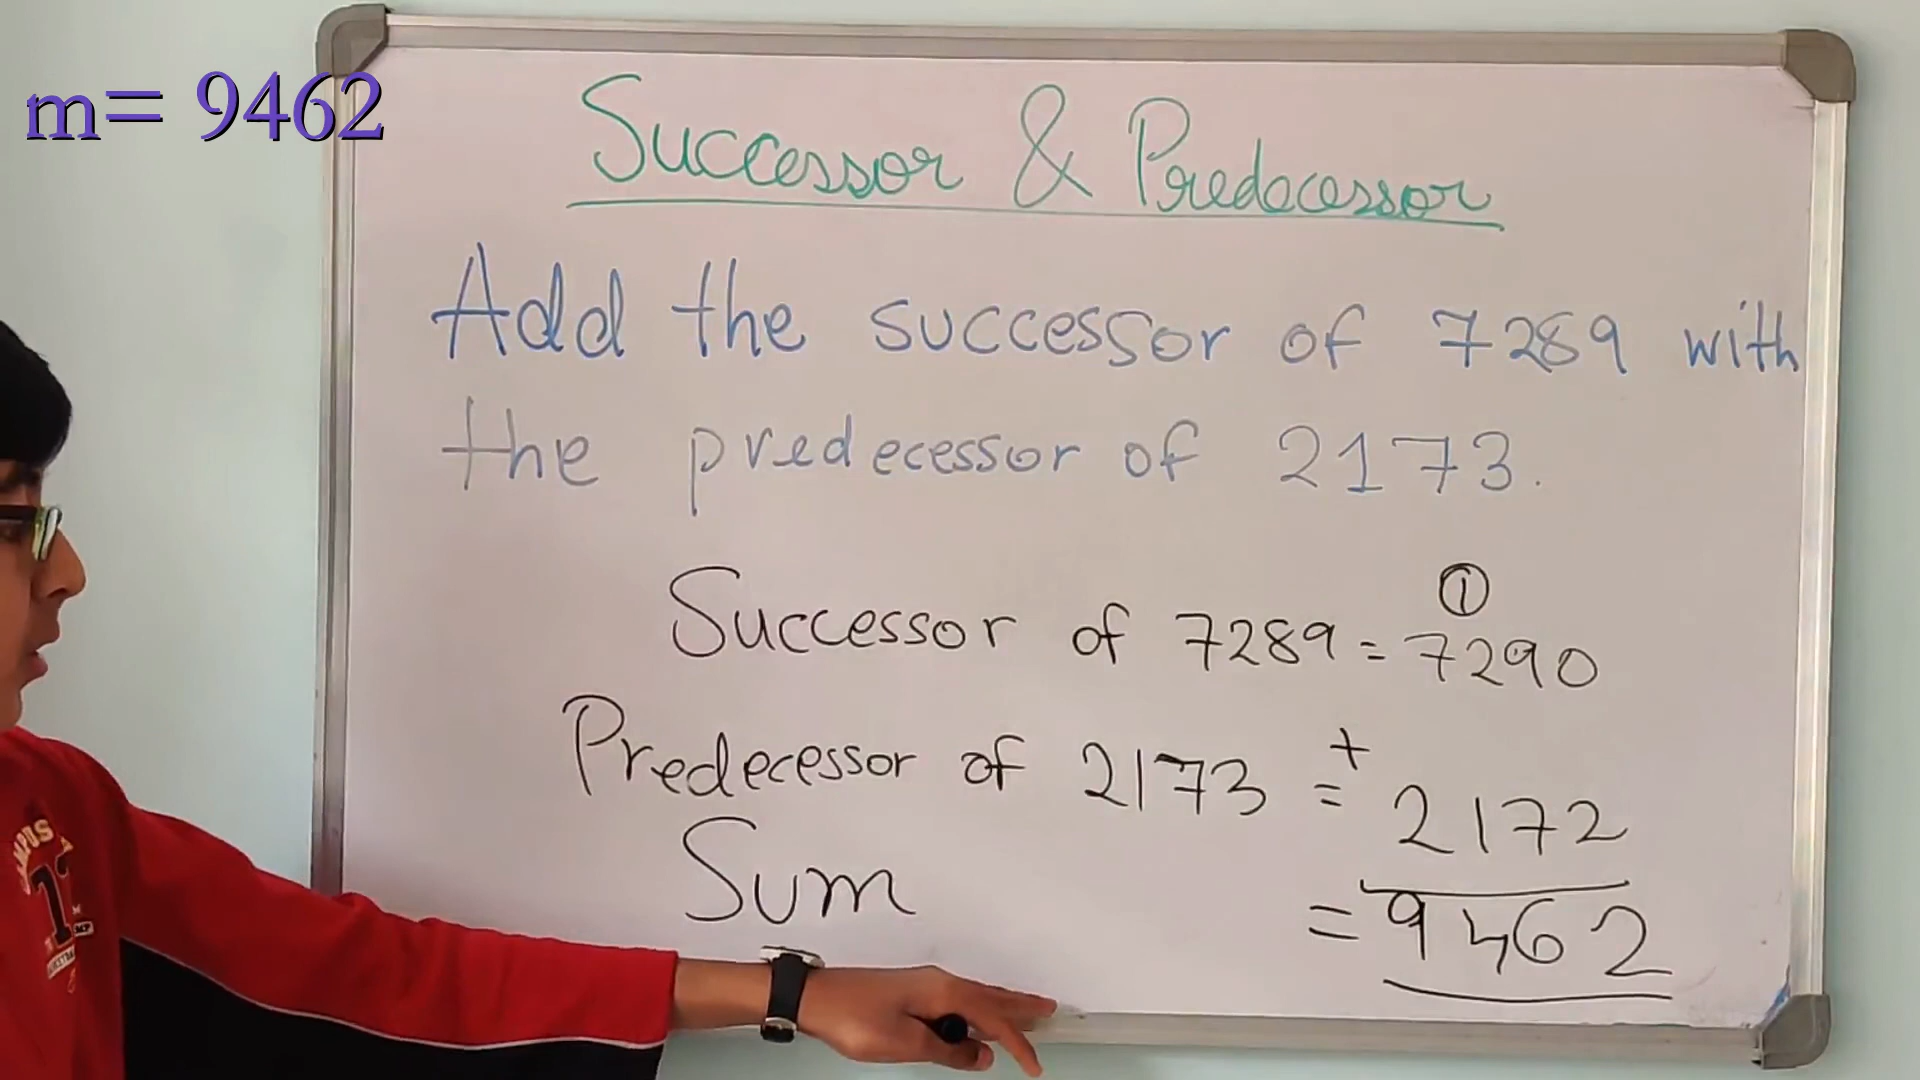 m= 9462
Successor & Predecessor
Add the successor of 7289 with
the predecessor of 2173.
1
Successor of 7289 = 7290
+
Predecessor of 2173 = 2172
Sum = 9462